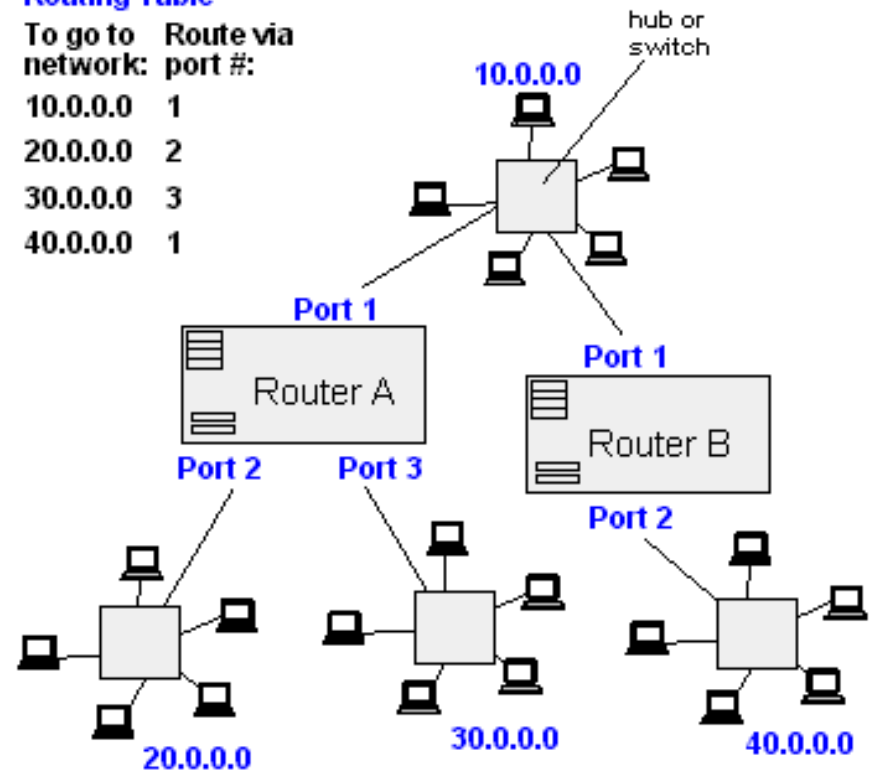 Routing Table
To go to Route via
network: port #:
10.0.0.0 1
20.0.0.0 2
30.0.0.0 3
40.0.0.0 1
hub or
switch
10.0.0.0
Port 1
Router A
Port 2 Port 3
Port 1
Router B
Port 2
20.0.0.0
30.0.0.0
40.0.0.0